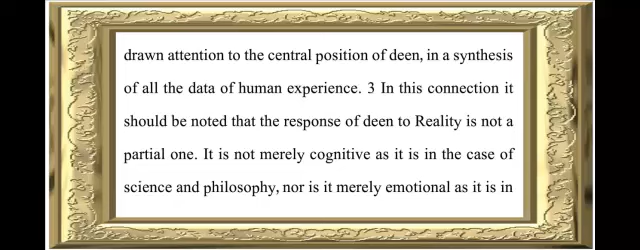 drawn attention to the central position of deen, in a synthesis
of all the data of human experience. 3 In this connection it
should be noted that the response of deen to Reality is not a
partial one. It is not merely cognitive as it is in the case of
science and philosophy, nor is it merely emotional as it is in